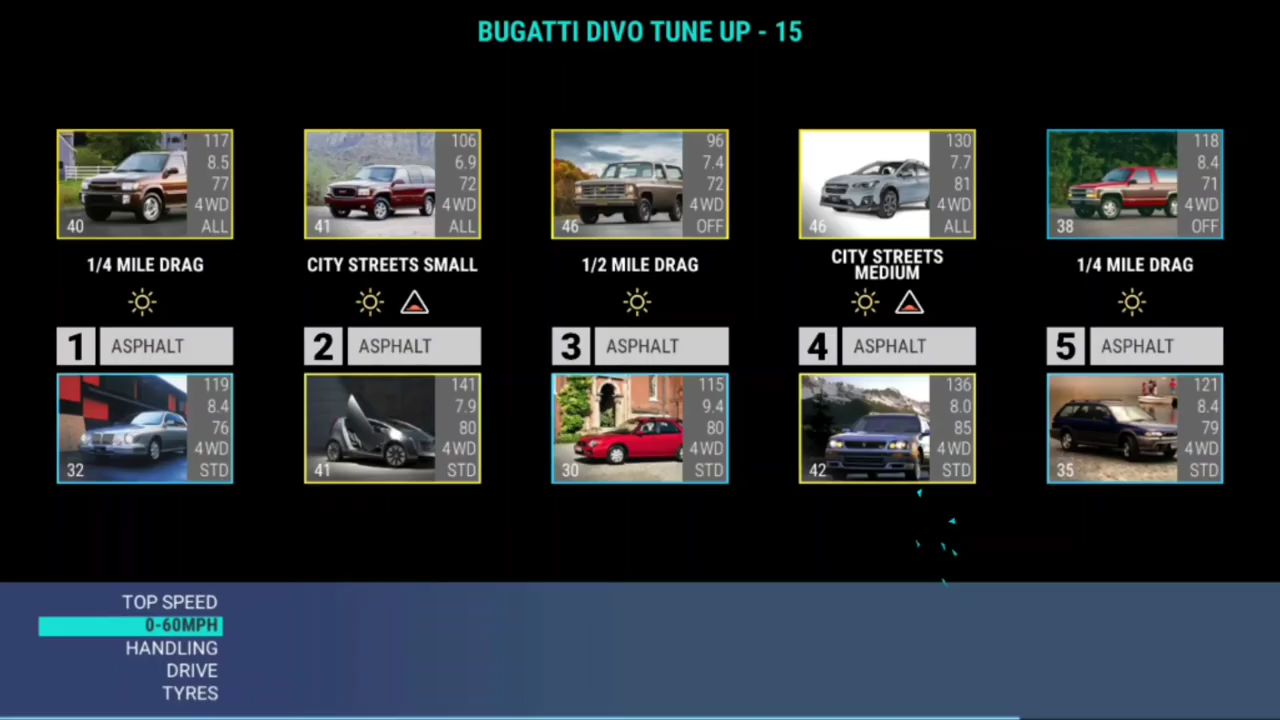 BUGATTI DIVO TUNE UP - 15
117
8.5
77
4WD
40 ALL
106
6.9
72
4WD
41 ALL
96
7.4
72
4WD
46 OFF
130
7.7
81
4WD
46 ALL
118
8.4
71
4WD
38 OFF
1/4 MILE DRAG
CITY STREETS SMALL
1/2 MILE DRAG
CITY STREETS
MEDIUM
1/4 MILE DRAG
1 ASPHALT
2 ASPHALT
3 ASPHALT
4 ASPHALT
5 ASPHALT
119
8.4
76
4WD
32 STD
141
7.9
80
4WD
41 STD
115
9.4
80
4WD
30 STD
136
8.0
85
4WD
42 STD
121
8.4
79
4WD
35 STD
TOP SPEED
0-60MPH
HANDLING
DRIVE
TYRES